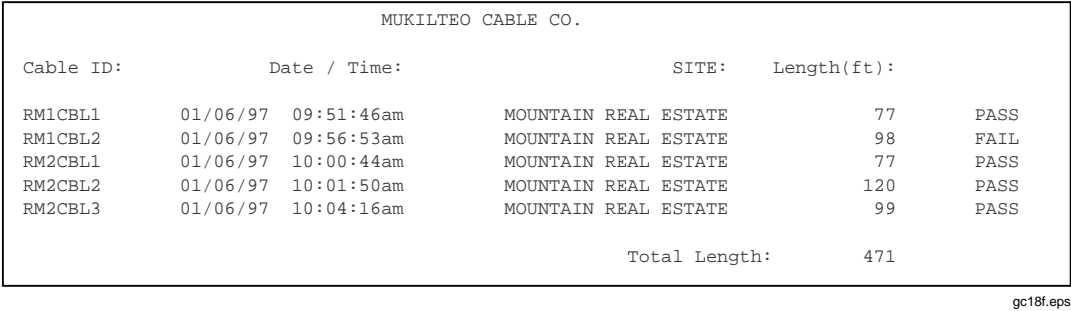 MUKILTEO CABLE CO.
Cable ID: Date / Time: SITE: Length(ft):
RM1CBL1 01/06/97 09:51:46am MOUNTAIN REAL ESTATE 77 PASS
RM1CBL2 01/06/97 09:56:53am MOUNTAIN REAL ESTATE 98 FAIL
RM2CBL1 01/06/97 10:00:44am MOUNTAIN REAL ESTATE 77 PASS
RM2CBL2 01/06/97 10:01:50am MOUNTAIN REAL ESTATE 120 PASS
RM2CBL3 01/06/97 10:04:16am MOUNTAIN REAL ESTATE 99 PASS
Total Length: 471
gc18f.eps